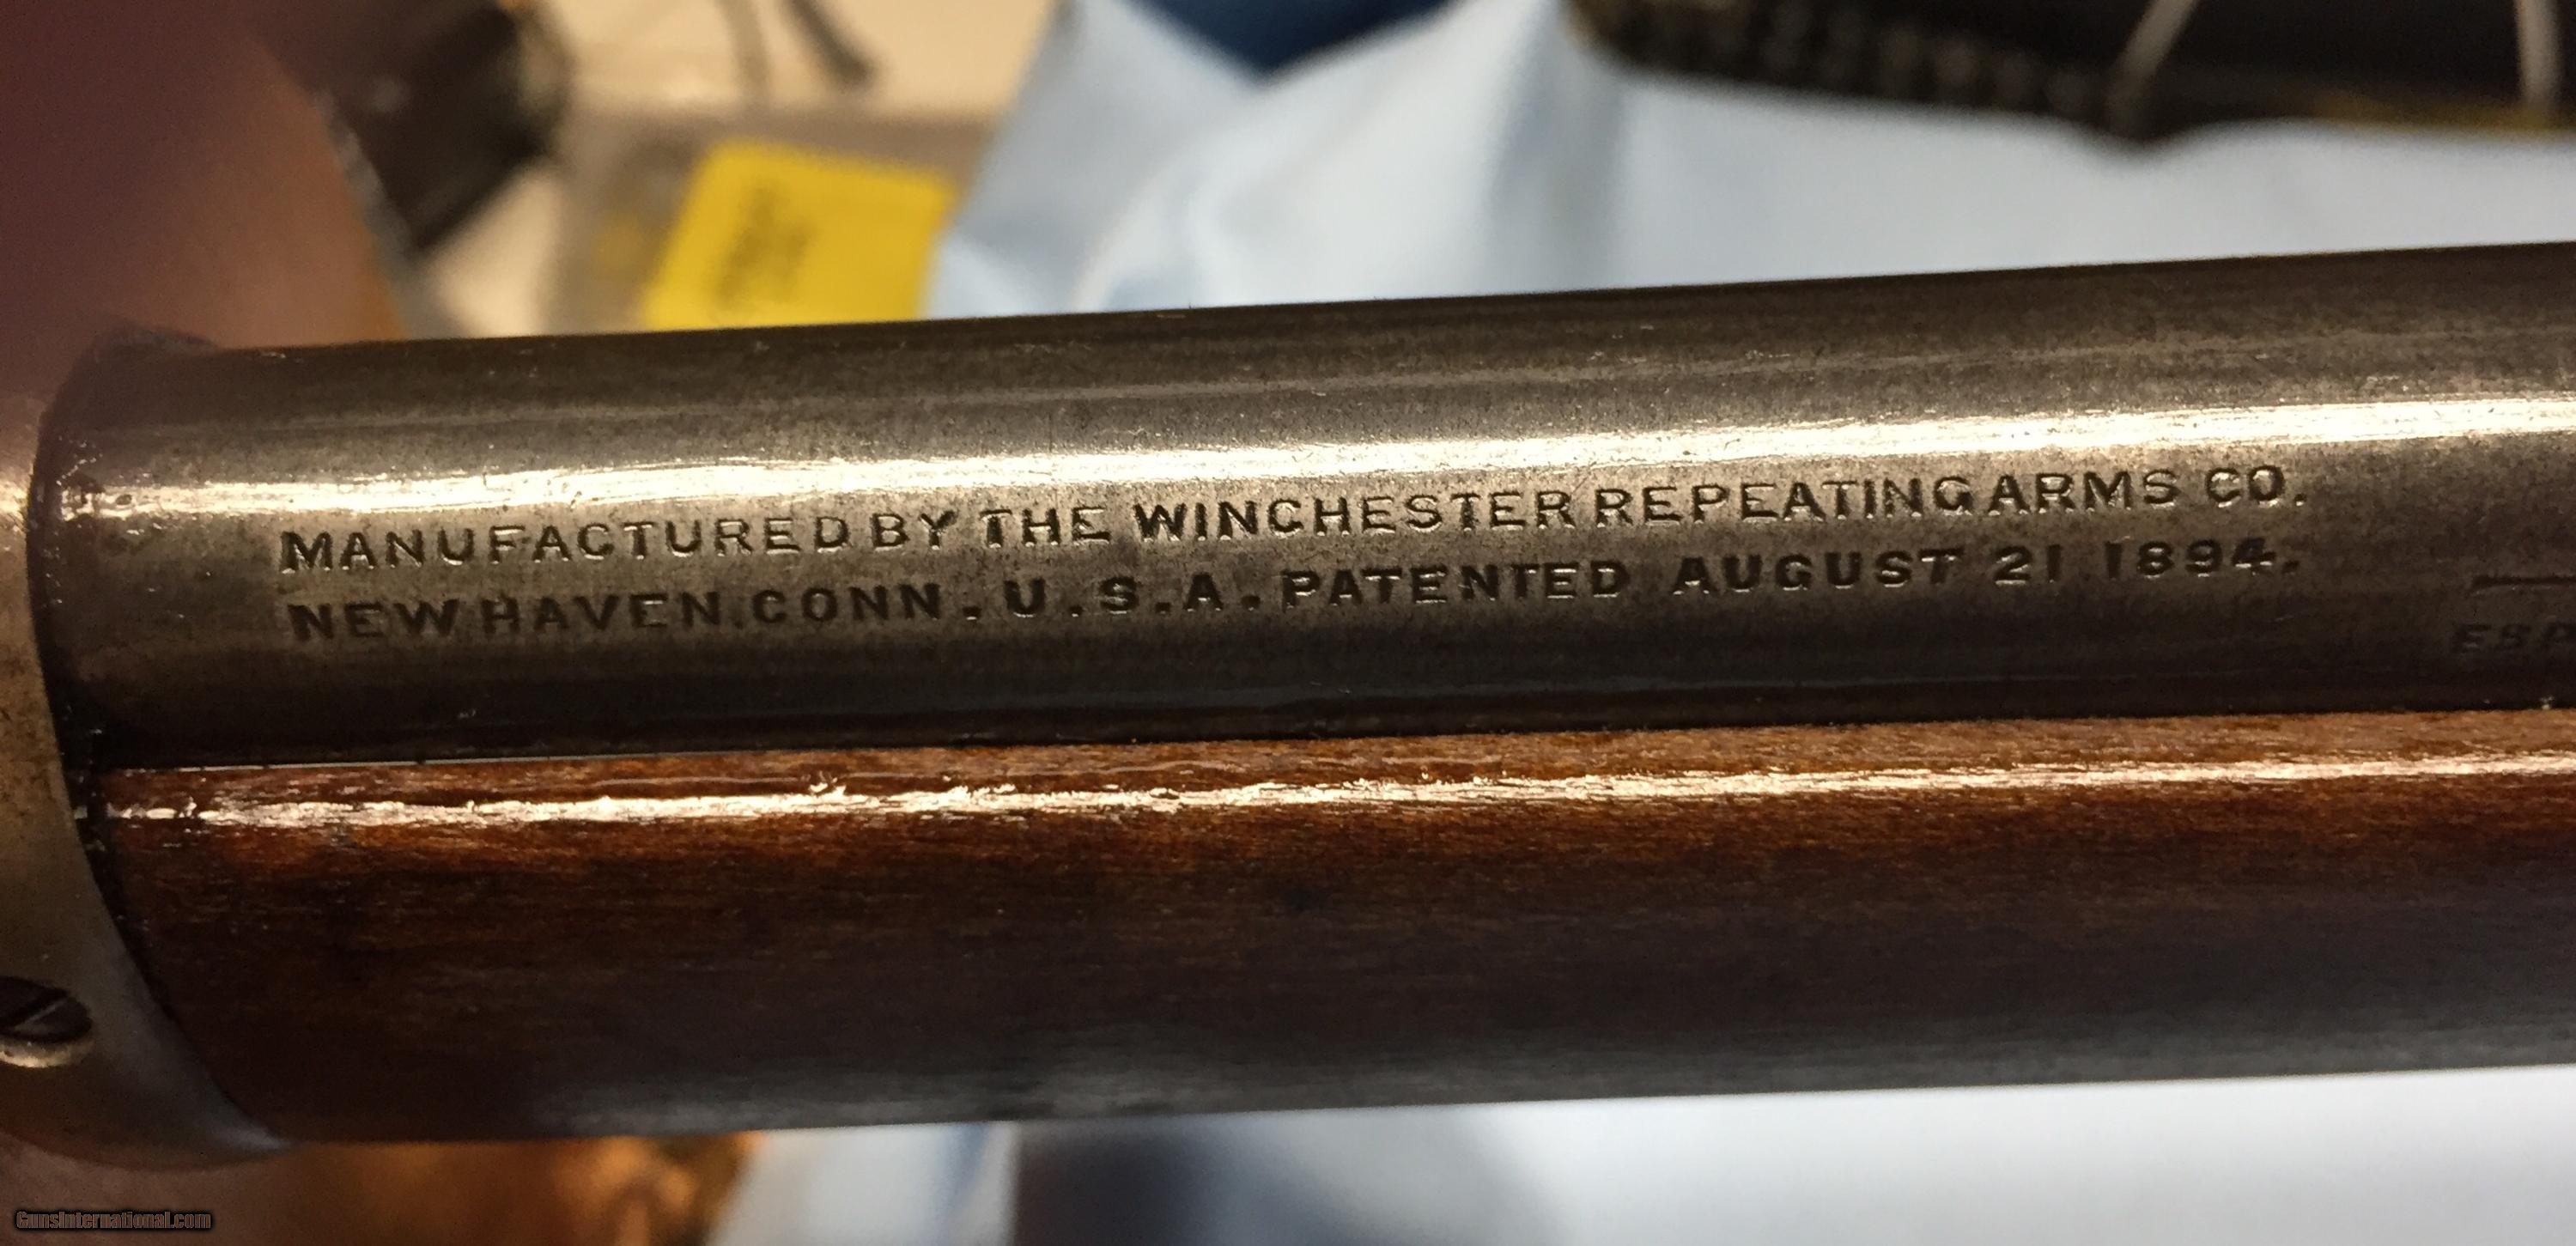 MANUFACTURED BY THE WINCHESTER REPEATING ARMS CO.
NEW HAVEN, CONN. U.S.A. PATENTED AUGUST 21, 1894.
GunsInternational.com